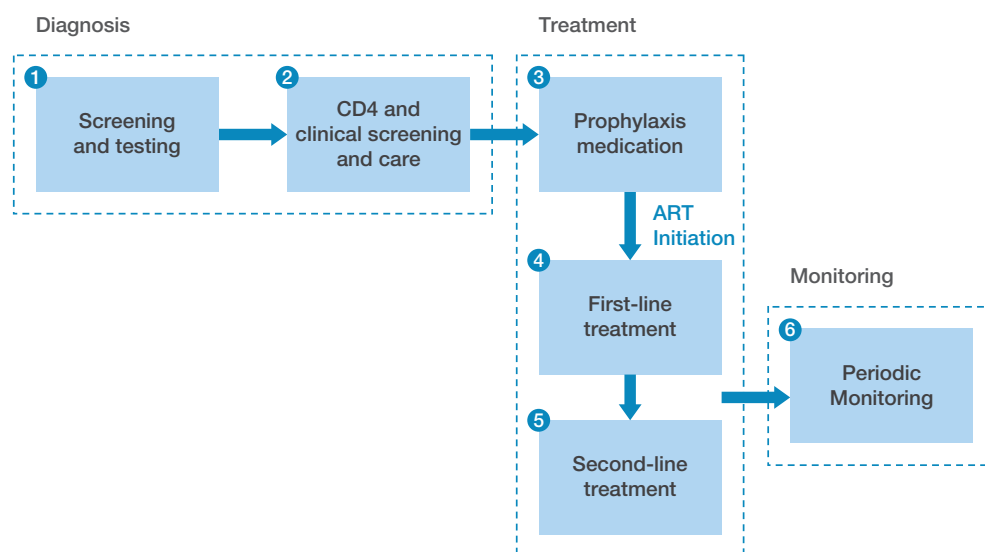 Diagnosis
1
Screening
and testing
2
CD4 and
clinical screening
and care
Treatment
3
Prophylaxis
medication
ART
Initiation
4
First-line
treatment
5
Second-line
treatment
Monitoring
6
Periodic
Monitoring